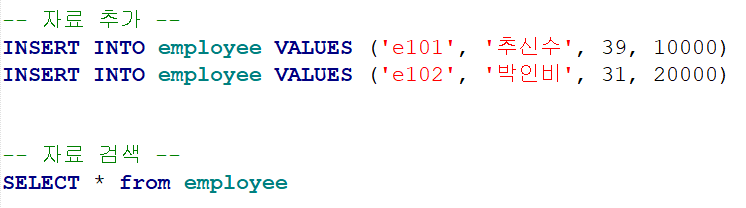 -- 자료 추가 --
INSERT INTO employee VALUES ('e101', '추신수', 39, 10000)
INSERT INTO employee VALUES ('e102', '박인비', 31, 20000)
-- 자료 검색 --
SELECT * from employee